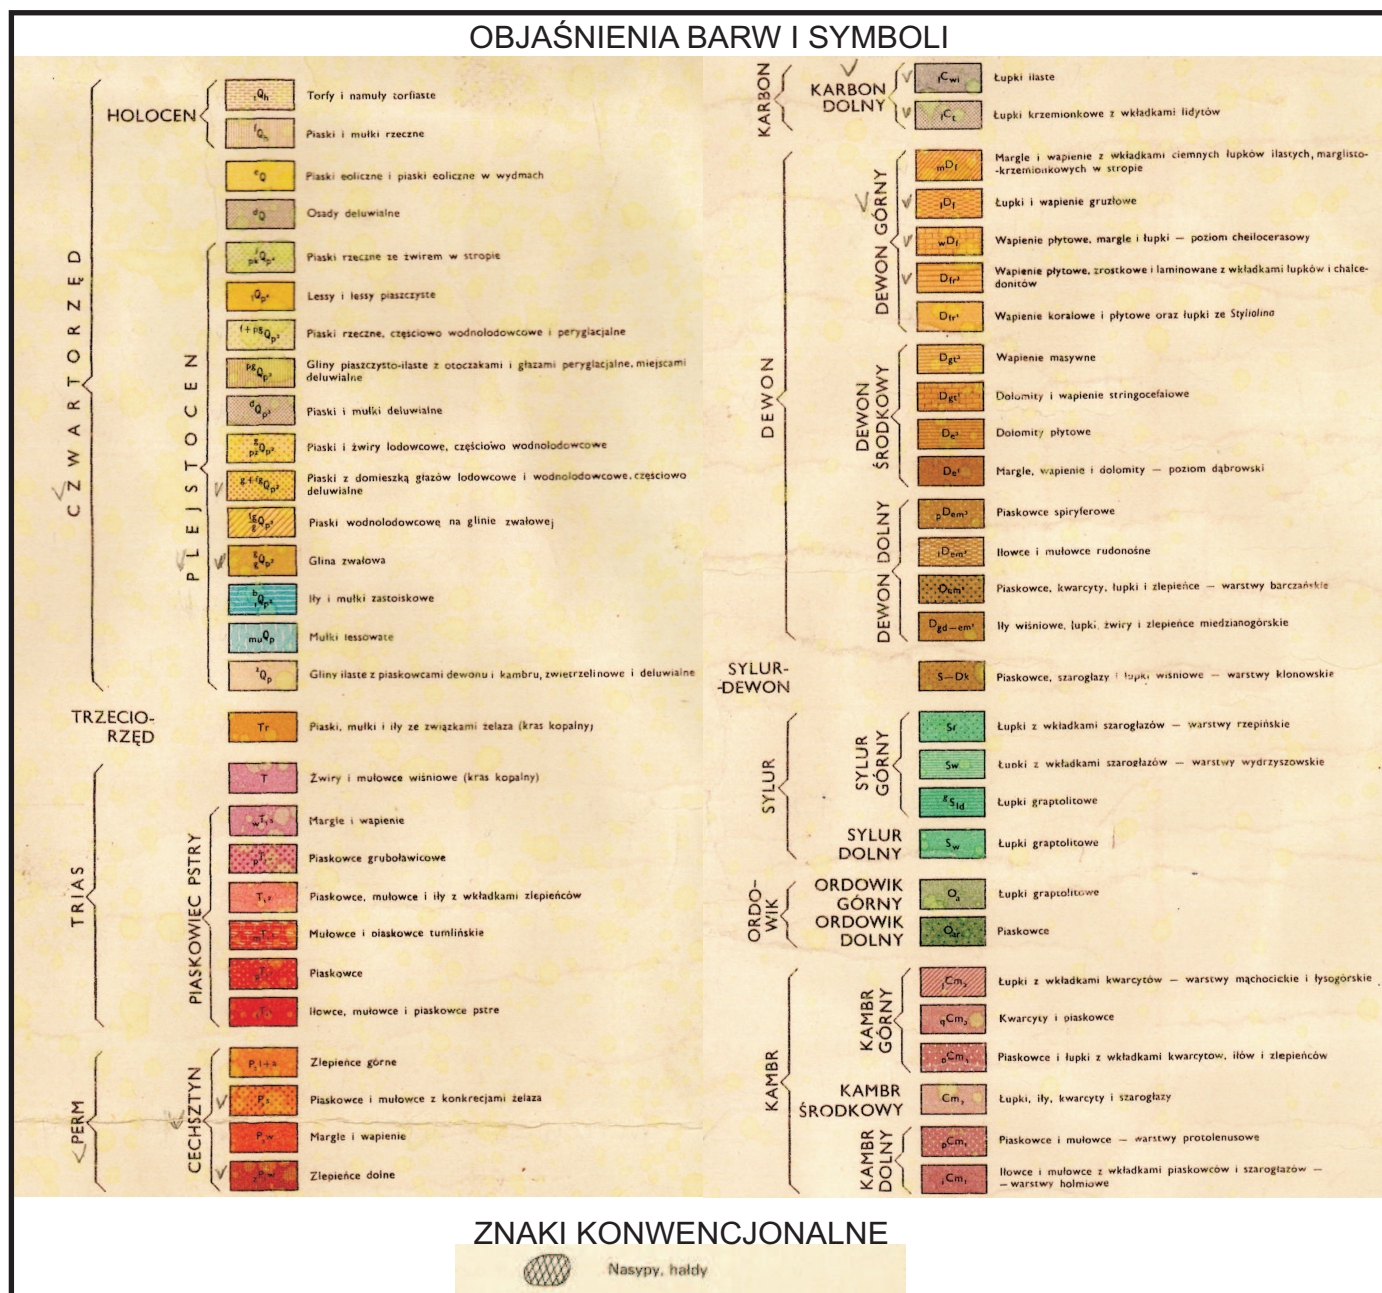 OBJAŚNIENIA BARW I SYMBOLI
CZWARTORZĘD
HOLOCEN
Torfy i namuły torfiaste
Piaski i mułki rzeczne
Piaski eoliczne i piaski eoliczne w wydmach
Osady deluwialne
PLEJSTOCEN
Piaski rzeczne ze żwirem w stropie
Lessy i lessy piaszczyste
Piaski rzeczne, częściowo wodnolodowcowe i peryglacjalne
Gliny piaszczysto-ilaste z otoczakami i głazami peryglacjalne, miejscami
deluwialne
Piaski i mułki deluwialne
Piaski i żwiry lodowcowe, częściowo wodnolodowcowe
Piaski z domieszką głazów lodowcowe i wodnolodowcowe, częściowo
deluwialne
Piaski wodnolodowcowe na glinie zwałowej
Glina zwałowa
Iły i mułki zastoiskowe
Mułki lessowate
Gliny ilaste z piaskowcami dewonu i kambru, zwietrzelinowe i deluwialne
TRZECIO-
RZĘD
Tr
Piaski, mułki i iły ze związkami żelaza (kras kopalny)
TRIAS
T
Żwiry i mułowce wiśniowe (kras kopalny)
PIASKOWIEC PSTRY
Margle i wapienie
Piaskowce gruboławicowe
Piaskowce, mułowce i iły z wkładkami zlepieńców
Mułowce i piaskowce tumlińskie
Piaskowce
Iłowce, mułowce i piaskowce pstre
PERM
CECHSZTYN
Zlepieńce górne
Piaskowce i mułowce z konkrecjami żelaza
Margle i wapienie
Zlepieńce dolne
KARBON
KARBON
DOLNY
Łupki ilaste
Łupki krzemionkowe z wkładkami lidytów
DEWON
DEWON GÓRNY
Margle i wapienie z wkładkami ciemnych łupków ilastych, marglisto-
-krzemionkowych w stropie
Łupki i wapienie gruzłowe
Wapienie płytowe, margle i łupki — poziom cheilocerasowy
Wapienie płytowe, zrostkowe i laminowane z wkładkami łupków i chalce-
donitów
Wapienie koralowe i płytowe oraz łupki ze Styliolina
DEWON
ŚRODKOWY
Wapienie masywne
Dolomity i wapienie stringocefalowe
Dolomity płytowe
Margle, wapienie i dolomity — poziom dąbrowski
DEWON DOLNY
Piaskowce spiryferowe
Iłowce i mułowce rudonośne
Piaskowce, kwarcyty, łupki i zlepieńce — warstwy barczańskie
Iły wiśniowe, łupki, żwiry i zlepieńce miedzianogórskie
SYLUR-
-DEWON
S—Dk
Piaskowce, szarogłazy i łupki wiśniowe — warstwy klonowskie
SYLUR
SYLUR
GÓRNY
Sr
Łupki z wkładkami szarogłazów — warstwy rzepińskie
Sw
Łupki z wkładkami szarogłazów — warstwy wydrzyszowskie
Łupki graptolitowe
SYLUR
DOLNY
Łupki graptolitowe
ORDO-
WIK
ORDOWIK
GÓRNY
Łupki graptolitowe
ORDOWIK
DOLNY
Piaskowce
KAMBR
KAMBR
GÓRNY
Łupki z wkładkami kwarcytów — warstwy mąchocickie i łysogórskie
Kwarcyty i piaskowce
Piaskowce i łupki z wkładkami kwarcytow, iłów i zlepieńców
KAMBR
ŚRODKOWY
Łupki, iły, kwarcyty i szarogłazy
KAMBR
DOLNY
Piaskowce i mułowce — warstwy protolenusowe
Iłowce i mułowce z wkładkami piaskowców i szarogłazów —
— warstwy holmiowe
ZNAKI KONWENCJONALNE
Nasypy, hałdy